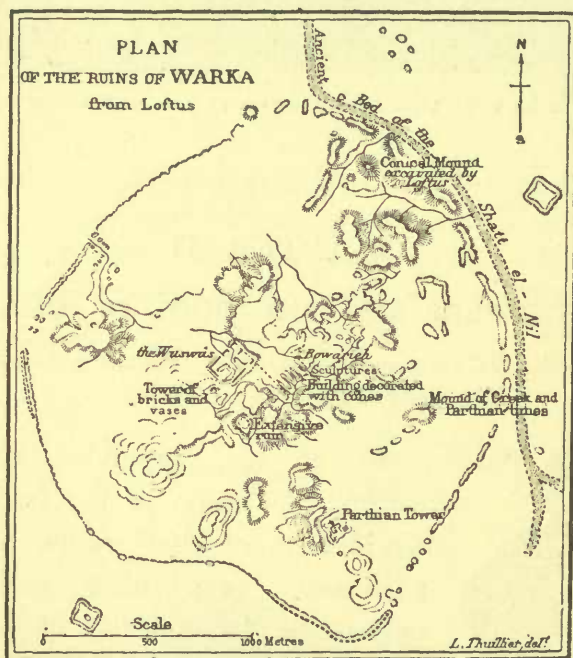 PLAN
OF THE RUINS OF WARKA
from Loftus
N
Ancient Bed of the Shatt el-Nil
Conical Mound
excavated by
Loftus
the Wuswas
Bowarieh
Sculptures
Building decorated
with cones
Tower of
bricks and
vases
Mound of Greek and
Parthian times
Extensive
ruin
Parthian Tower
Scale
0 500 1000 Metres
L. Thuillier, delt.